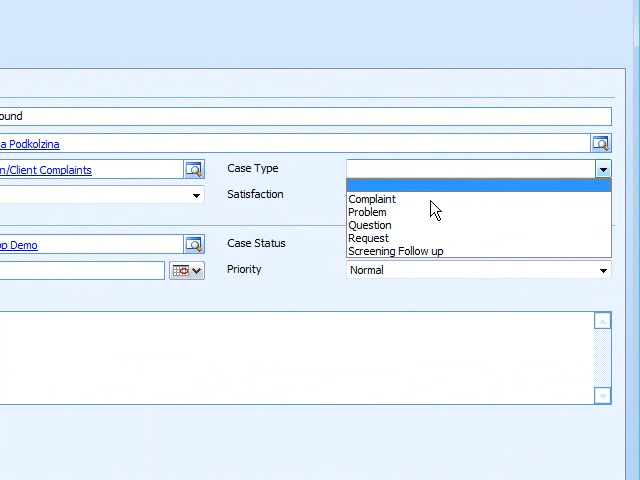 ound
a Podkolzina
n/Client Complaints
Case Type
Satisfaction
Complaint
Problem
Question
Request
Screening Follow up
op Demo
Case Status
Priority
Normal